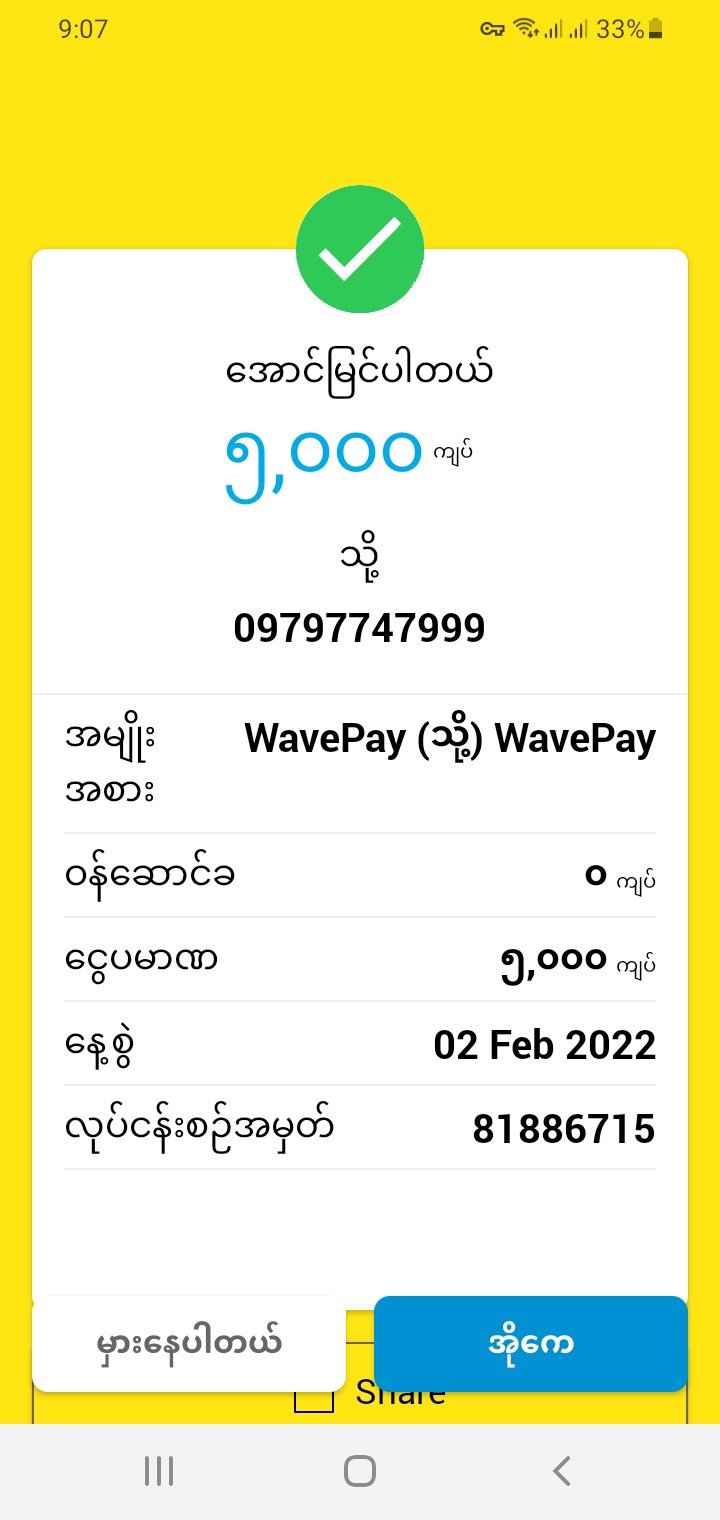 9:07 33%
အောင်မြင်ပါတယ်
၅,၀၀၀ ကျပ်
သို့
09797747999
အမျိုး WavePay (သို့) WavePay
အစား
ဝန်ဆောင်ခ ၀ ကျပ်
ငွေပမာဏ ၅,၀၀၀ ကျပ်
နေ့စွဲ 02 Feb 2022
လုပ်ငန်းစဉ်အမှတ် 81886715
မှားနေပါတယ် အိုကေ
Share